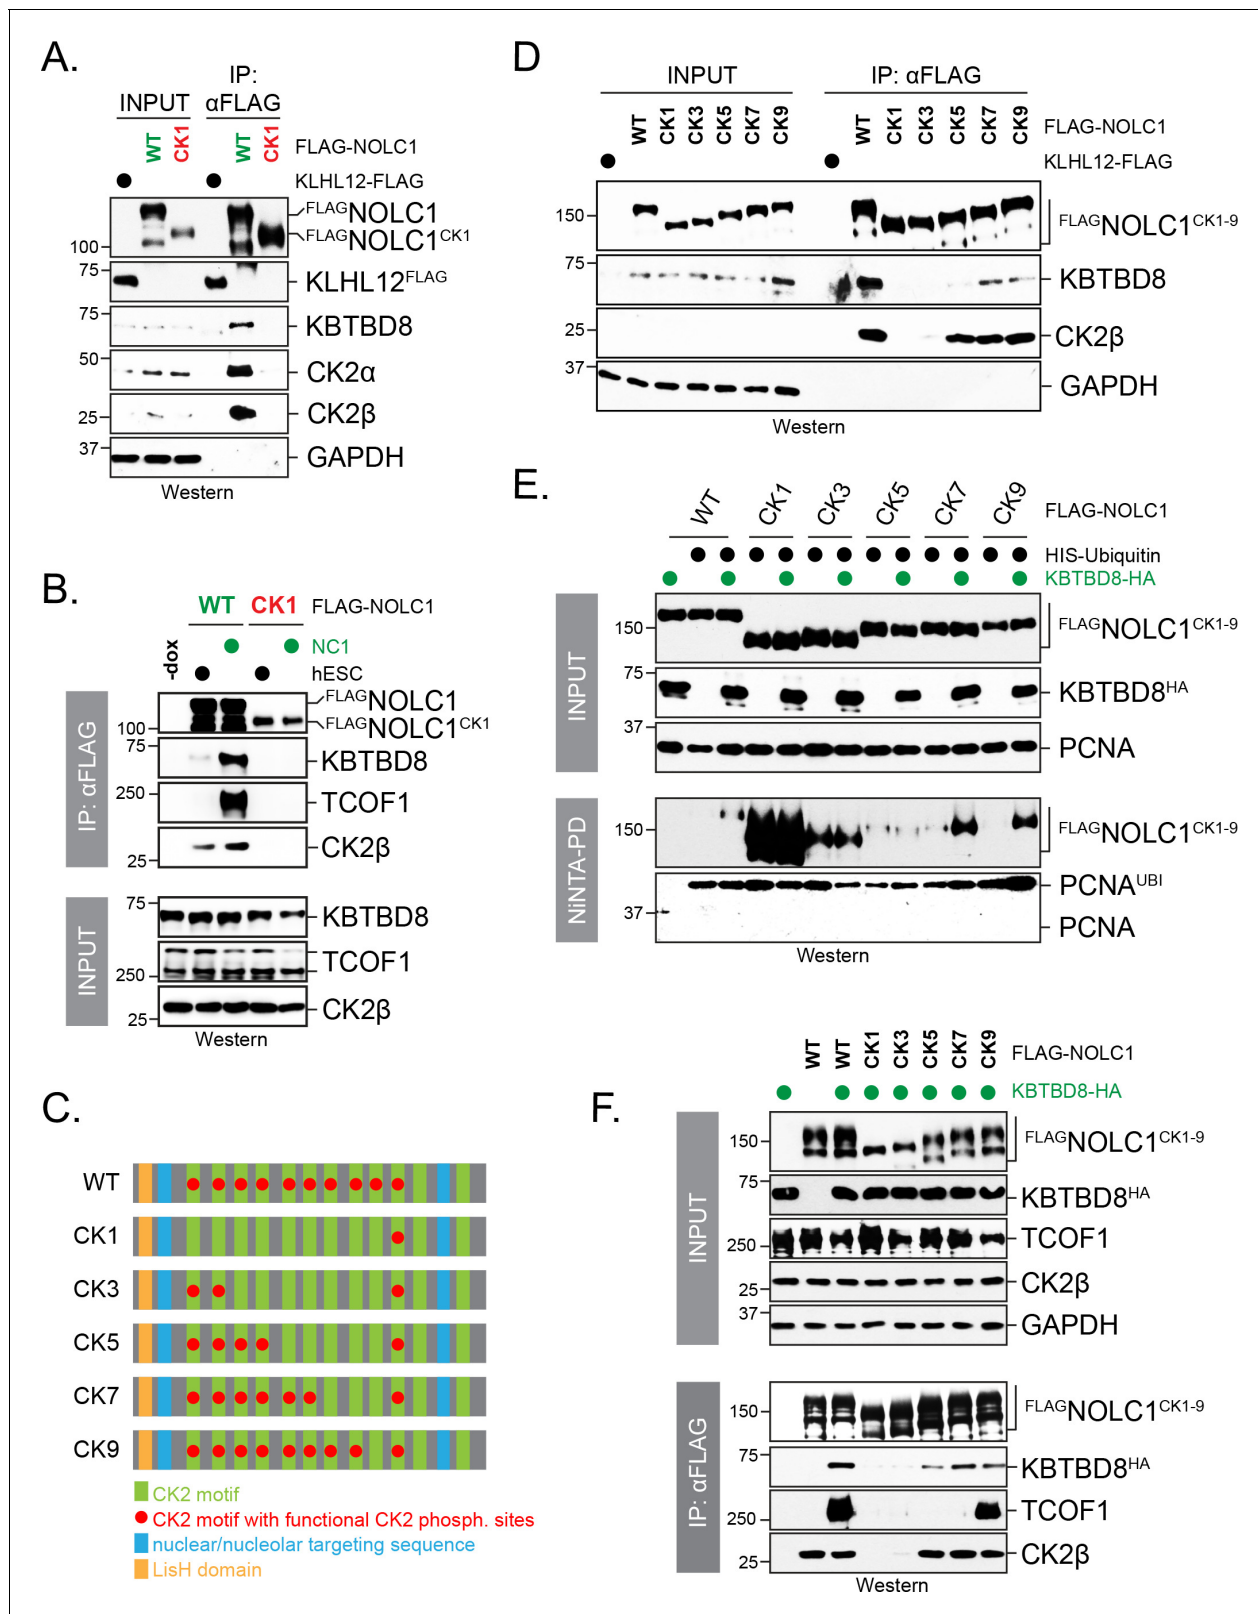 A.
IP:
INPUT αFLAG
WT CK1 WT CK1 FLAG-NOLC1
KLHL12-FLAG
FLAGNOLC1
FLAGNOLC1CK1
100
75
KLHL12FLAG
75
KBTBD8
50
CK2α
25
CK2β
37
GAPDH
Western
B.
WT CK1 FLAG-NOLC1
-dox
NC1
hESC
IP: αFLAG
FLAGNOLC1
FLAGNOLC1CK1
100
75
KBTBD8
250
TCOF1
CK2β
25
INPUT
75
KBTBD8
TCOF1
250
CK2β
25
Western
C.
WT
CK1
CK3
CK5
CK7
CK9
CK2 motif
CK2 motif with functional CK2 phosph. sites
nuclear/nucleolar targeting sequence
LisH domain
D
INPUT IP: αFLAG
WT CK1 CK3 CK5 CK7 CK9 WT CK1 CK3 CK5 CK7 CK9 FLAG-NOLC1
KLHL12-FLAG
150
FLAGNOLC1CK1-9
75
KBTBD8
25
CK2β
37
GAPDH
Western
E.
WT CK1 CK3 CK5 CK7 CK9 FLAG-NOLC1
HIS-Ubiquitin
KBTBD8-HA
INPUT
150
FLAGNOLC1CK1-9
75
KBTBD8HA
37
PCNA
NiNTA-PD
150
FLAGNOLC1CK1-9
PCNAUBI
37
PCNA
Western
F.
WT WT CK1 CK3 CK5 CK7 CK9 FLAG-NOLC1
KBTBD8-HA
INPUT
150
FLAGNOLC1CK1-9
75
KBTBD8HA
250
TCOF1
25
CK2β
37
GAPDH
IP: αFLAG
150
FLAGNOLC1CK1-9
75
KBTBD8HA
250
TCOF1
25
CK2β
Western